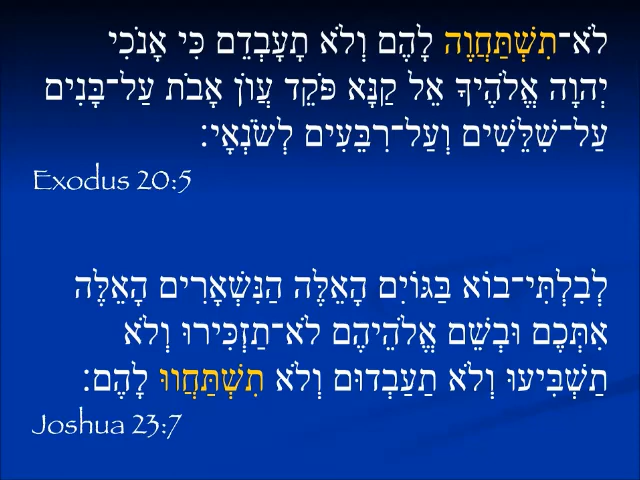 לֹא־תִשְׁתַּחֲוֶה לָהֶם וְלֹא תָעָבְדֵם כִּי אָנֹכִי
יְהוָה אֱלֹהֶיךָ אֵל קַנָּא פֹּקֵד עֲוֹן אָבֹת עַל־בָּנִים
עַל־שִׁלֵּשִׁים וְעַל־רִבֵּעִים לְשֹׂנְאָי׃
Exodus 20:5
לְבִלְתִּי־בוֹא בַּגּוֹיִם הָאֵלֶּה הַנִּשְׁאָרִים הָאֵלֶּה
אִתְּכֶם וּבְשֵׁם אֱלֹהֵיהֶם לֹא־תַזְכִּירוּ וְלֹא
תַשְׁבִּיעוּ וְלֹא תַעַבְדוּם וְלֹא תִשְׁתַּחֲווּ לָהֶם׃
Joshua 23:7